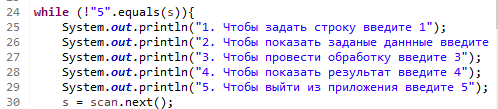 24 while (!"5".equals(s)){
25 System.out.println("1. Чтобы задать строку введите 1");
26 System.out.println("2. Чтобы показать заданые даннные введите
27 System.out.println("3. Чтобы провести обработку введите 3");
28 System.out.println("4. Чтобы показать результат введите 4");
29 System.out.println("5. Чтобы выйти из приложения введите 5");
30 s = scan.next();